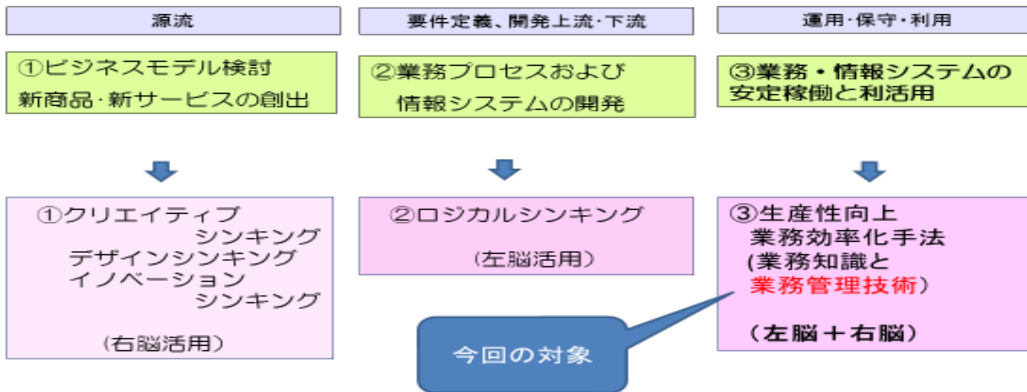 源流
①ビジネスモデル検討
新商品・新サービスの創出
①クリエイティブ
シンキング
デザインシンキング
イノベーション
シンキング
(右脳活用)
要件定義、開発上流・下流
②業務プロセスおよび
情報システムの開発
②ロジカルシンキング
(左脳活用)
運用・保守・利用
③業務・情報システムの
安定稼働と利活用
③生産性向上
業務効率化手法
(業務知識と
業務管理技術)
(左脳+右脳)
今回の対象